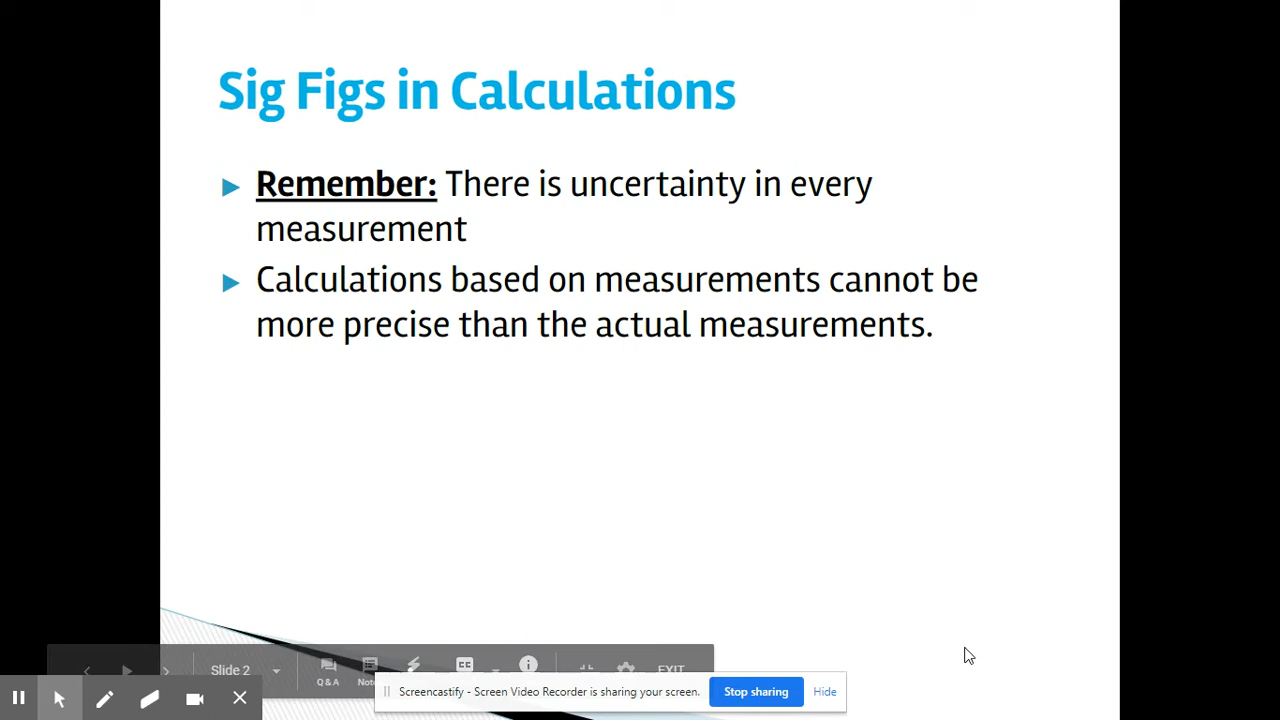 Sig Figs in Calculations
Remember: There is uncertainty in every
measurement
Calculations based on measurements cannot be
more precise than the actual measurements.
Slide 2
CC
EXIT
Q&A
Screencastify - Screen Video Recorder is sharing your screen.
Stop sharing
Hide